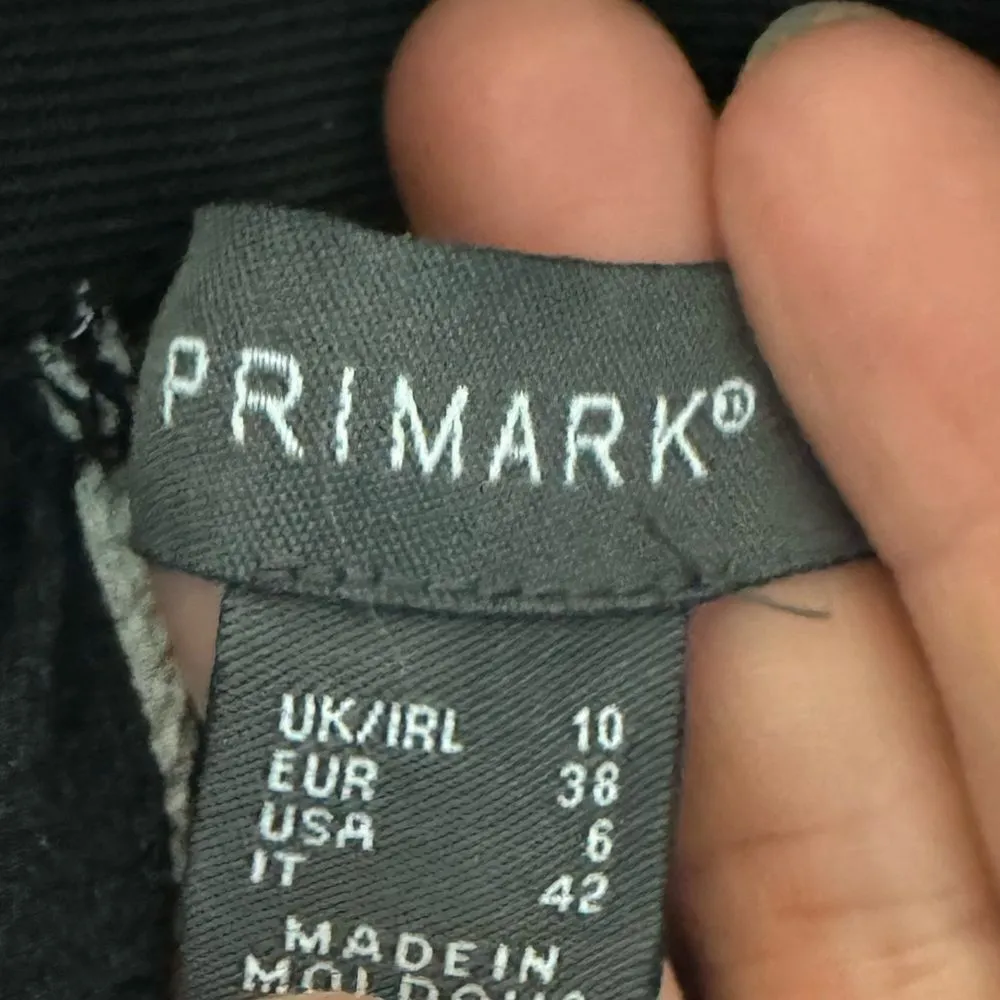 PRIMARK®
UK/IRL 10
EUR 38
USA 6
IT 42
MADE IN